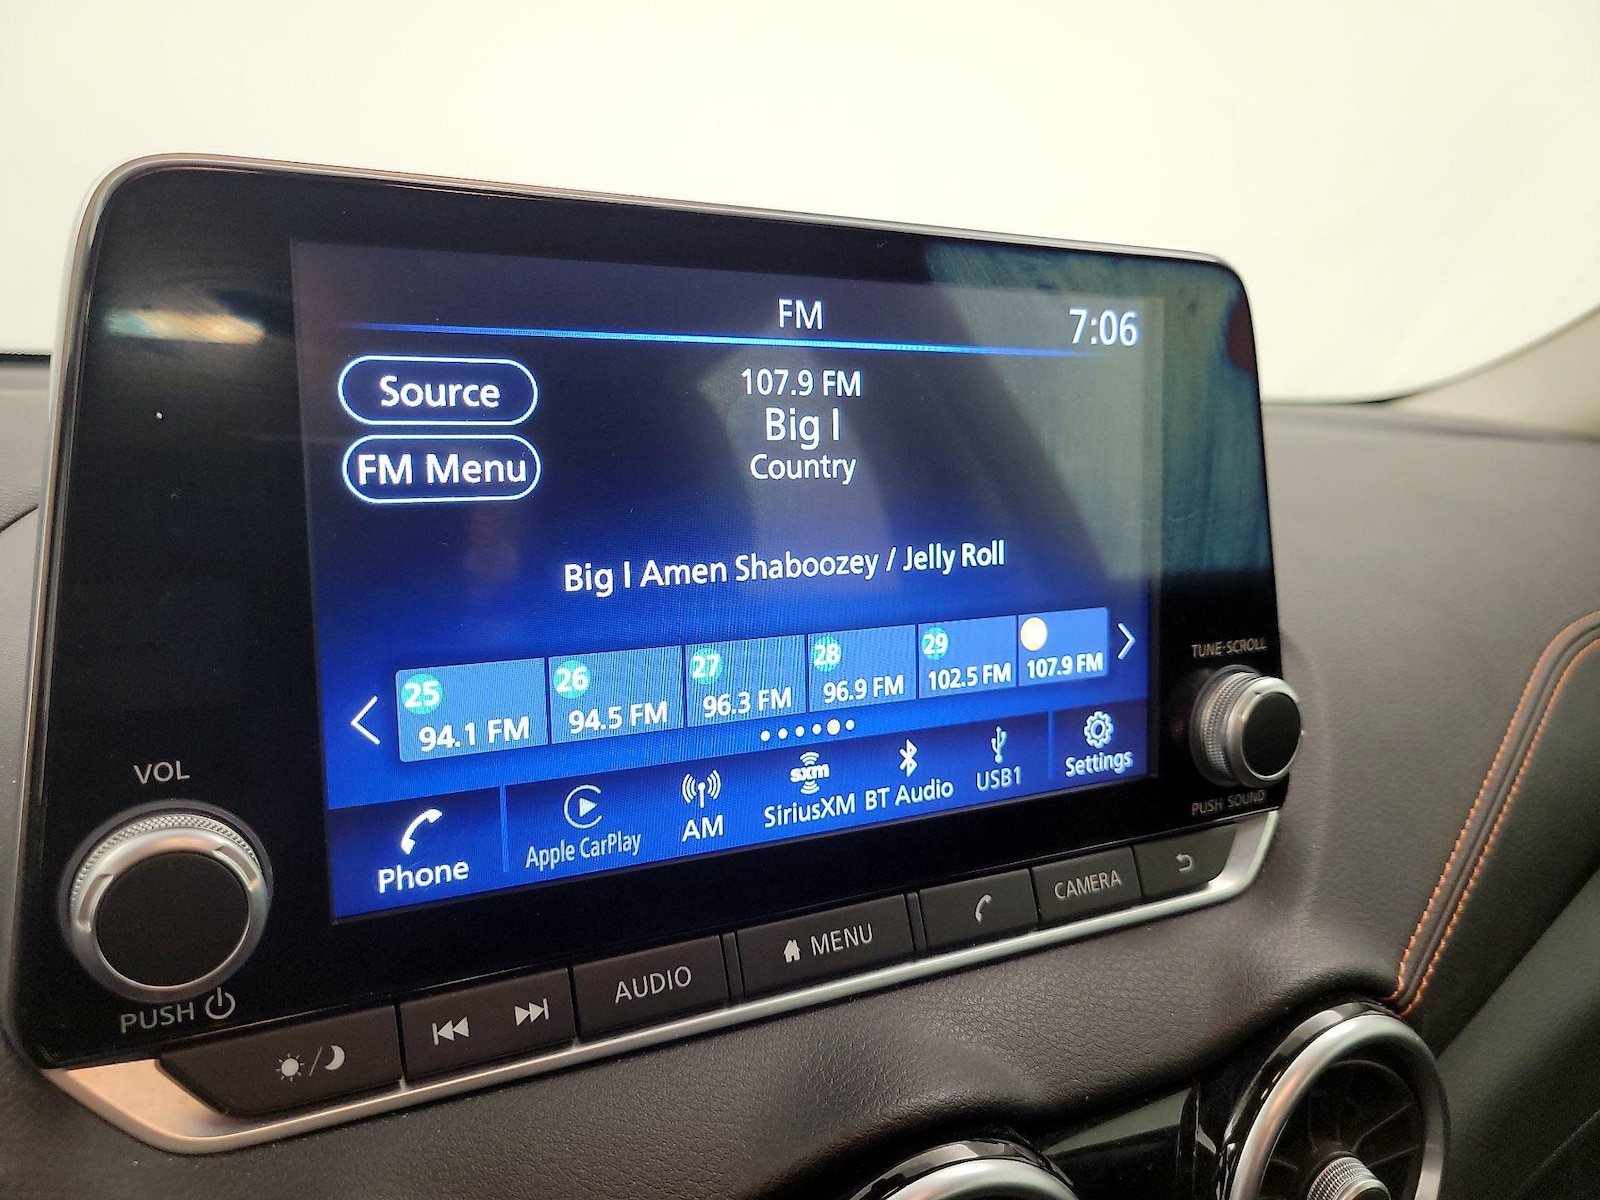 FM
7:06
Source
107.9 FM
Big I
FM Menu
Country
Big I Amen Shaboozey / Jelly Roll
25
94.1 FM
26
94.5 FM
27
96.3 FM
28
96.9 FM
29
102.5 FM
107.9 FM
TUNE·SCROLL
PUSH SOUND
VOL
PUSH
Phone
Apple CarPlay
AM
sxm
SiriusXM
BT Audio
USB1
Settings
AUDIO
MENU
CAMERA